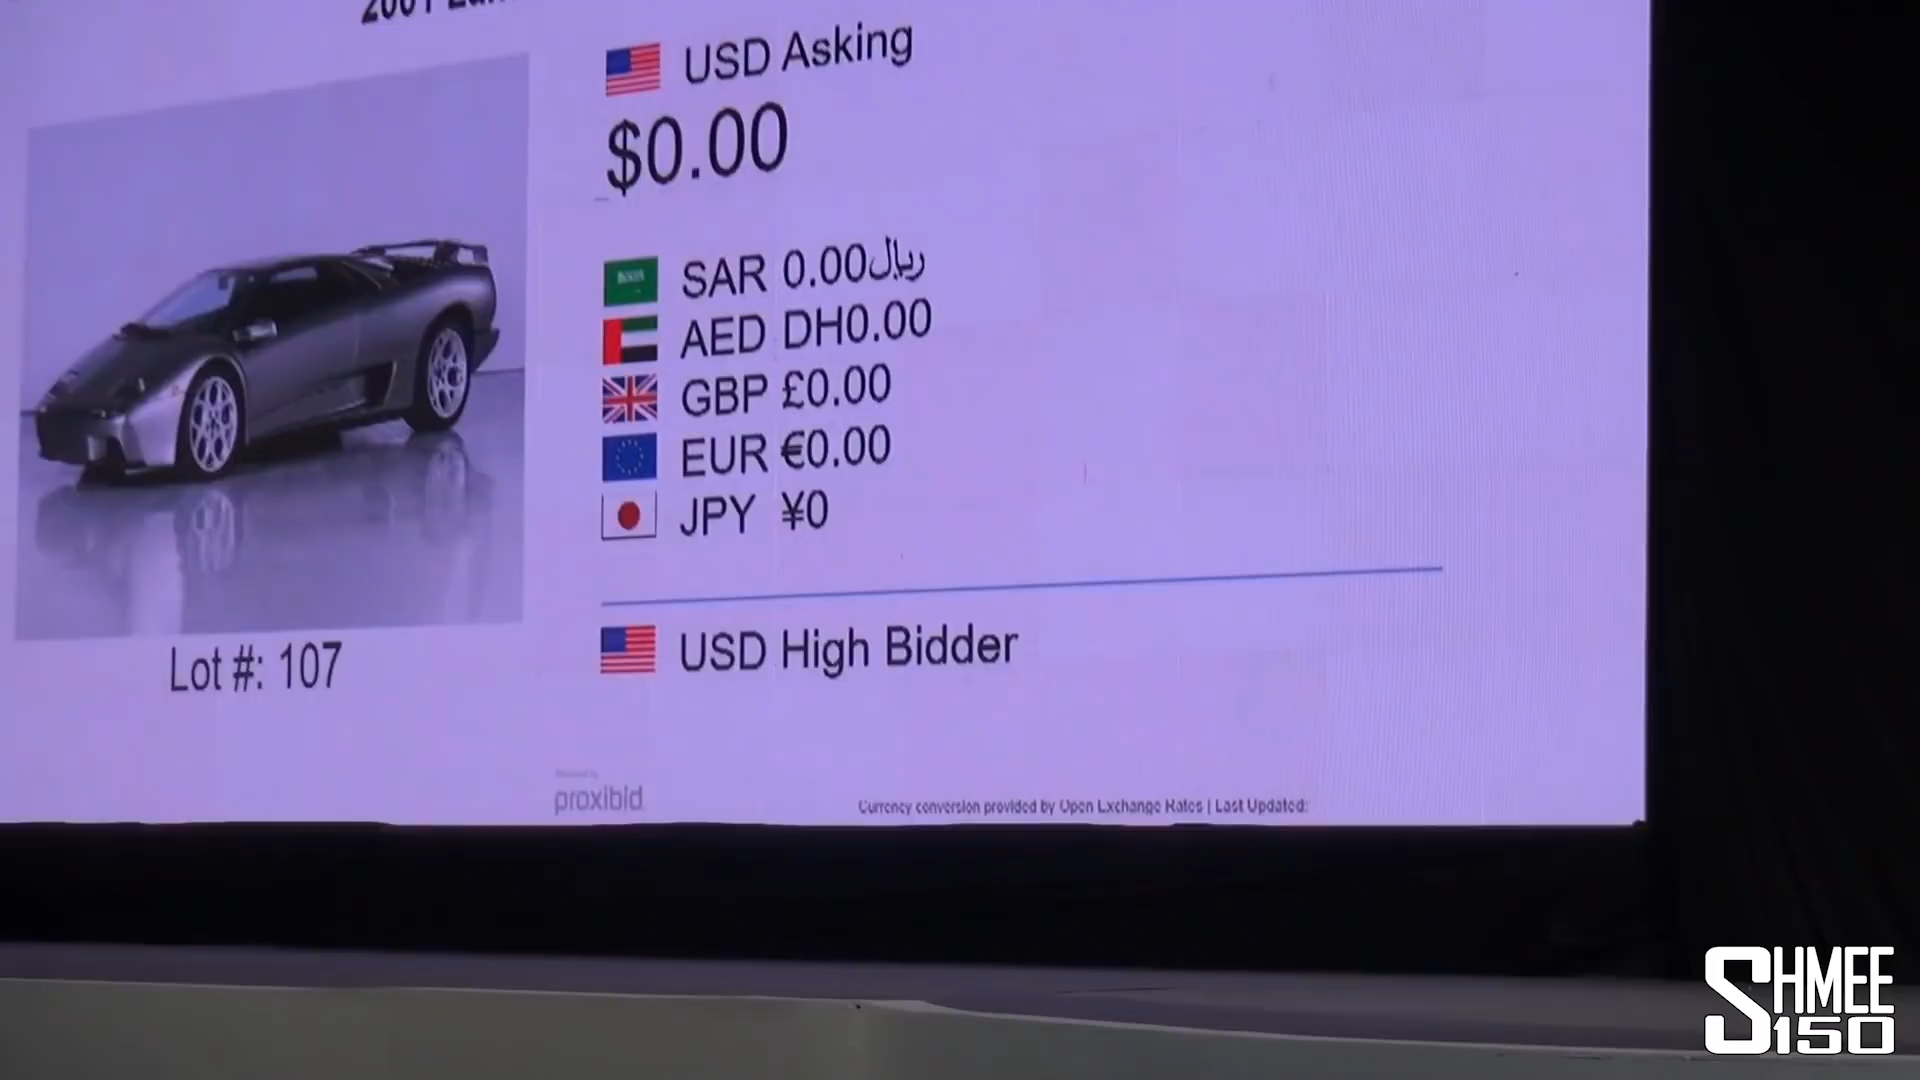 USD Asking
$0.00
SAR 0.00ريال
AED DH0.00
GBP £0.00
EUR €0.00
JPY ¥0
Lot #: 107
USD High Bidder
proxibid
Currency conversion provided by Open Exchange Rates | Last Updated:
SHMEE
150